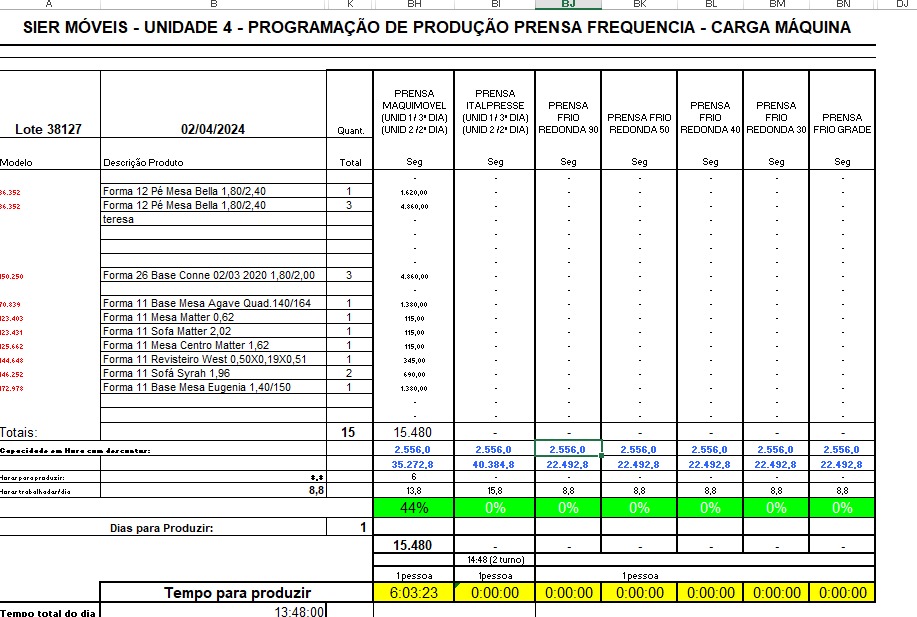 A B K BH BI BJ BK BL BM BN DJ
SIER MÓVEIS - UNIDADE 4 - PROGRAMAÇÃO DE PRODUÇÃO PRENSA FREQUENCIA - CARGA MÁQUINA
Lote 38127 02/04/2024 Quant. PRENSA MAQUIMOVEL (UNID 1 / 3ª DIA) (UNID 2 / 2ª DIA) PRENSA ITALPRESSE (UNID 1 / 3ª DIA) (UNID 2 / 2ª DIA) PRENSA FRIO REDONDA 90 PRENSA FRIO REDONDA 50 PRENSA FRIO REDONDA 40 PRENSA FRIO REDONDA 30 PRENSA FRIO GRADE
Modelo Descrição Produto Total Seg Seg Seg Seg Seg Seg Seg
- - - - - - -
36.352 Forma 12 Pé Mesa Bella 1,80/2,40 1 1.620,00 - - - - - -
36.352 Forma 12 Pé Mesa Bella 1,80/2,40 3 4.860,00 - - - - - -
teresa - - - - - - -
- - - - - - -
- - - - - - -
- - - - - - -
150.250 Forma 26 Base Conne 02/03 2020 1,80/2,00 3 4.860,00 - - - - - -
- - - - - - -
70.839 Forma 11 Base Mesa Agave Quad.140/164 1 1.380,00 - - - - - -
123.403 Forma 11 Mesa Matter 0,62 1 115,00 - - - - - -
123.431 Forma 11 Sofa Matter 2,02 1 115,00 - - - - - -
125.662 Forma 11 Mesa Centro Matter 1,62 1 115,00 - - - - - -
144.648 Forma 11 Revisteiro West 0,50X0,19X0,51 1 345,00 - - - - - -
146.252 Forma 11 Sofá Syrah 1,96 2 690,00 - - - - - -
172.978 Forma 11 Base Mesa Eugenia 1,40/150 1 1.380,00 - - - - - -
- - - - - - -
- - - - - - -
Totais: 15 15.480 - - - - - -
Capacidade em Hora com descontar: 2.556,0 2.556,0 2.556,0 2.556,0 2.556,0 2.556,0 2.556,0
35.272,8 40.384,8 22.492,8 22.492,8 22.492,8 22.492,8 22.492,8
Horas para produzir: 8,8 6 - - - - - -
Horas trabalhadas/dia 8,8 13,8 15,8 8,8 8,8 8,8 8,8 8,8
44% 0% 0% 0% 0% 0% 0%
Dias para Produzir: 1
15.480 - - - - - -
14:48 (2 turno)
1pessoa 1pessoa 1pessoa
Tempo para produzir 6:03:23 0:00:00 0:00:00 0:00:00 0:00:00 0:00:00 0:00:00
Tempo total do dia 13:48:00